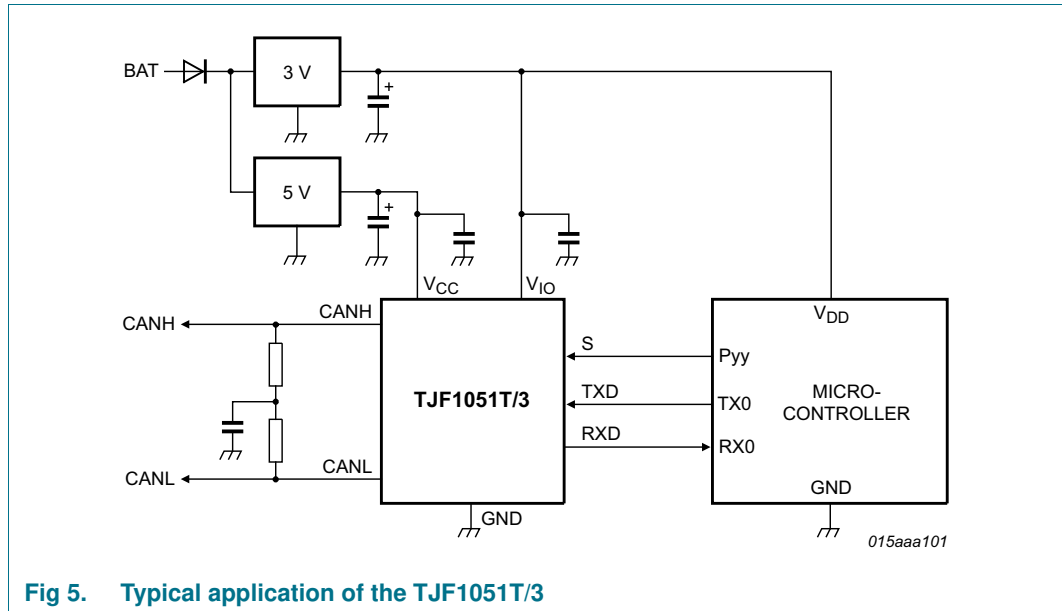 BAT
3 V
+
5 V
+
VCC
VIO
VDD
CANH
CANH
S
Pyy
TXD
TX0
TJF1051T/3
MICRO-
CONTROLLER
RXD
RX0
CANL
CANL
GND
GND
015aaa101
Fig 5. Typical application of the TJF1051T/3